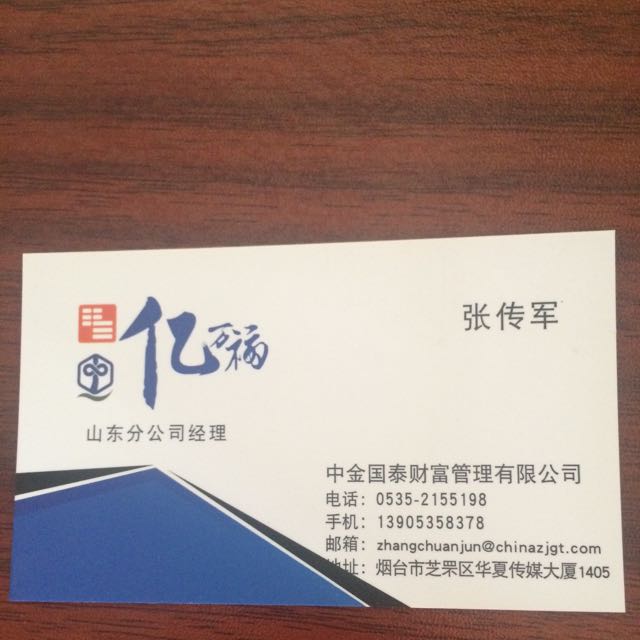 亿万福
张传军
山东分公司经理
中金国泰财富管理有限公司
电话：0535-2155198
手机：13905358378
邮箱：zhangchuanjun@chinazjgt.com
地址：烟台市芝罘区华夏传媒大厦1405